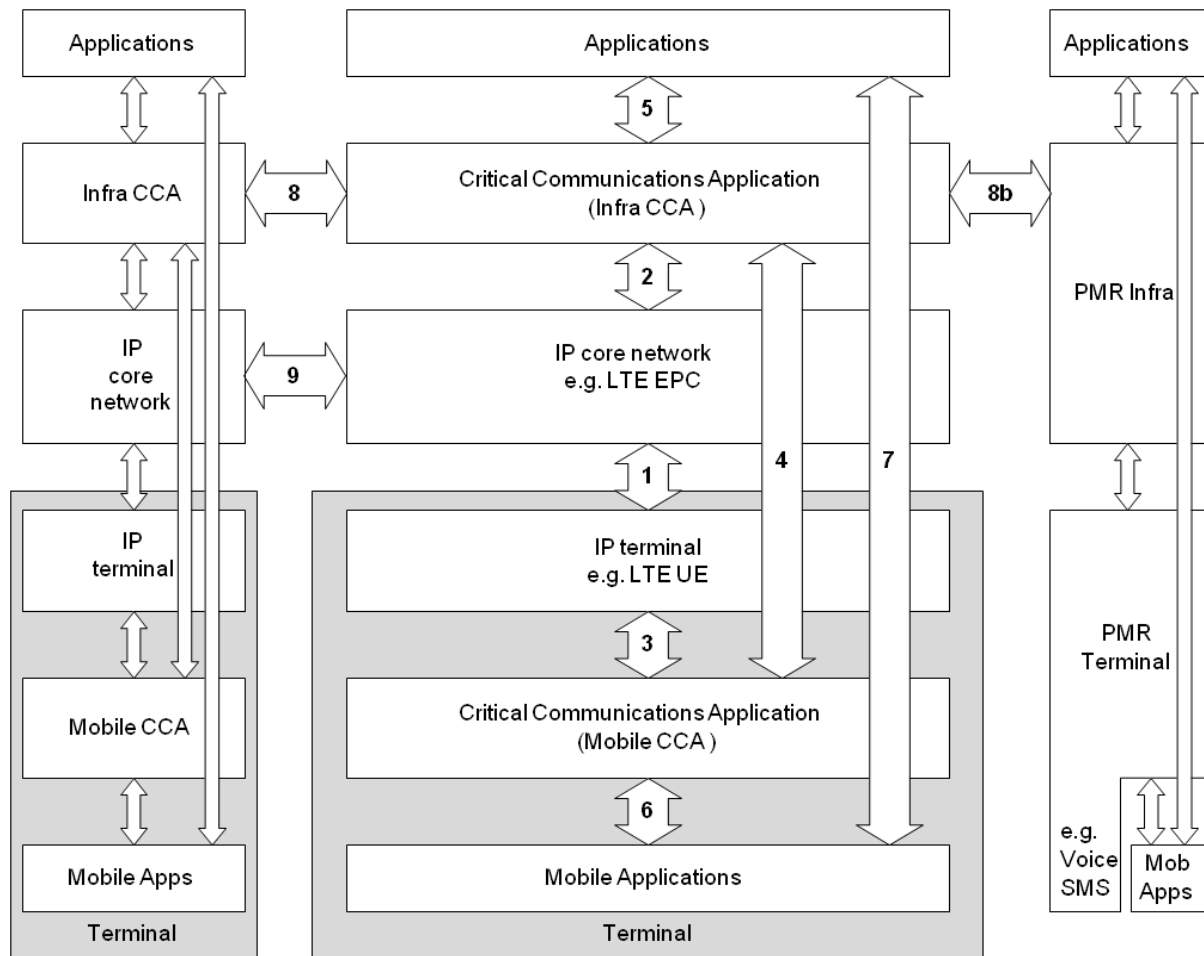 Applications
Applications
Applications
5
Infra CCA
8
Critical Communications Application
(Infra CCA )
8b
2
PMR Infra
IP
core
network
9
IP core network
e.g. LTE EPC
1
4
7
IP
terminal
IP terminal
e.g. LTE UE
3
PMR
Terminal
Mobile CCA
Critical Communications Application
(Mobile CCA )
6
e.g.
Voice
SMS
Mobile Apps
Mobile Applications
Mob
Apps
Terminal
Terminal